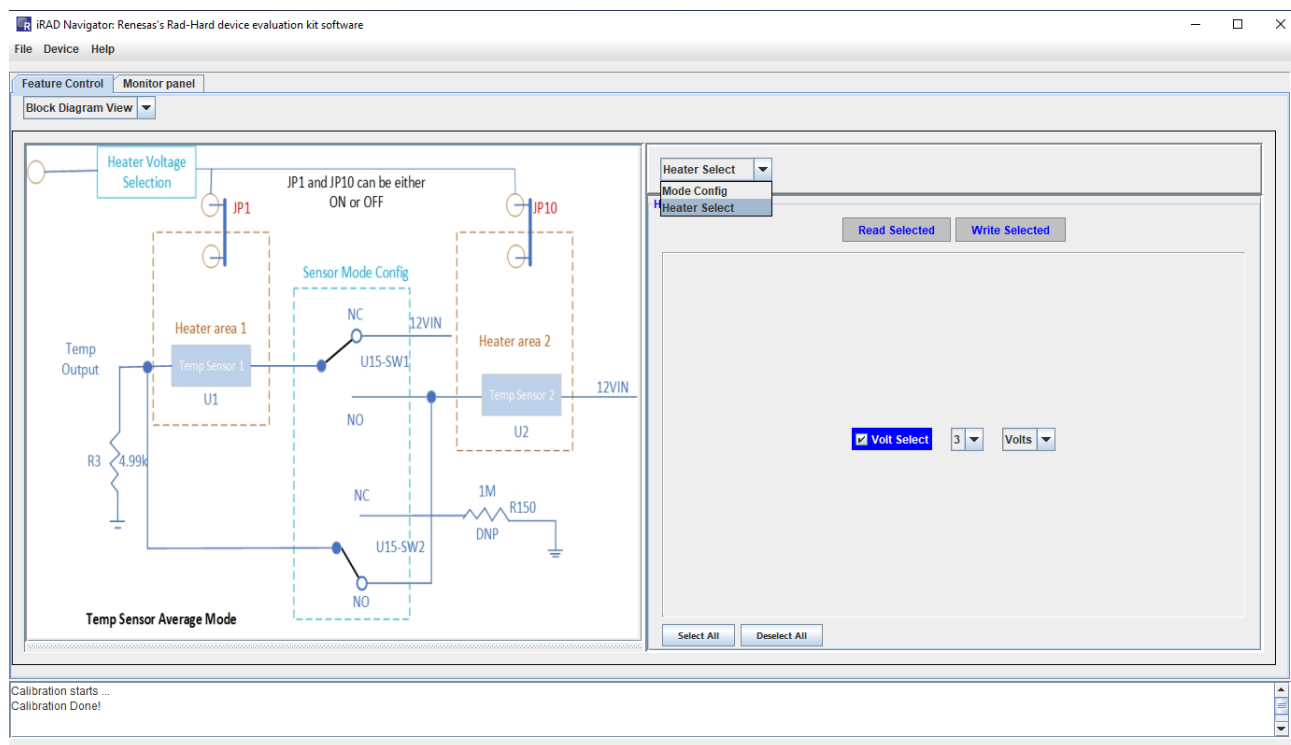 iRAD Navigator: Renesas's Rad-Hard device evaluation kit software
File Device Help
Feature Control Monitor panel
Block Diagram View
Heater Voltage
Selection
JP1 and JP10 can be either
ON or OFF
JP1
JP10
Sensor Mode Config
NC
12VIN
Heater area 1
Heater area 2
Temp
Output
Temp Sensor 1
U15-SW1
U1
Temp Sensor 2
12VIN
NO
U2
R3
4.99k
NC
1M
R150
DNP
U15-SW2
NO
Temp Sensor Average Mode
Heater Select
Mode Config
Heater Select
Read Selected Write Selected
Volt Select 3 Volts
Select All Deselect All
Calibration starts ...
Calibration Done!